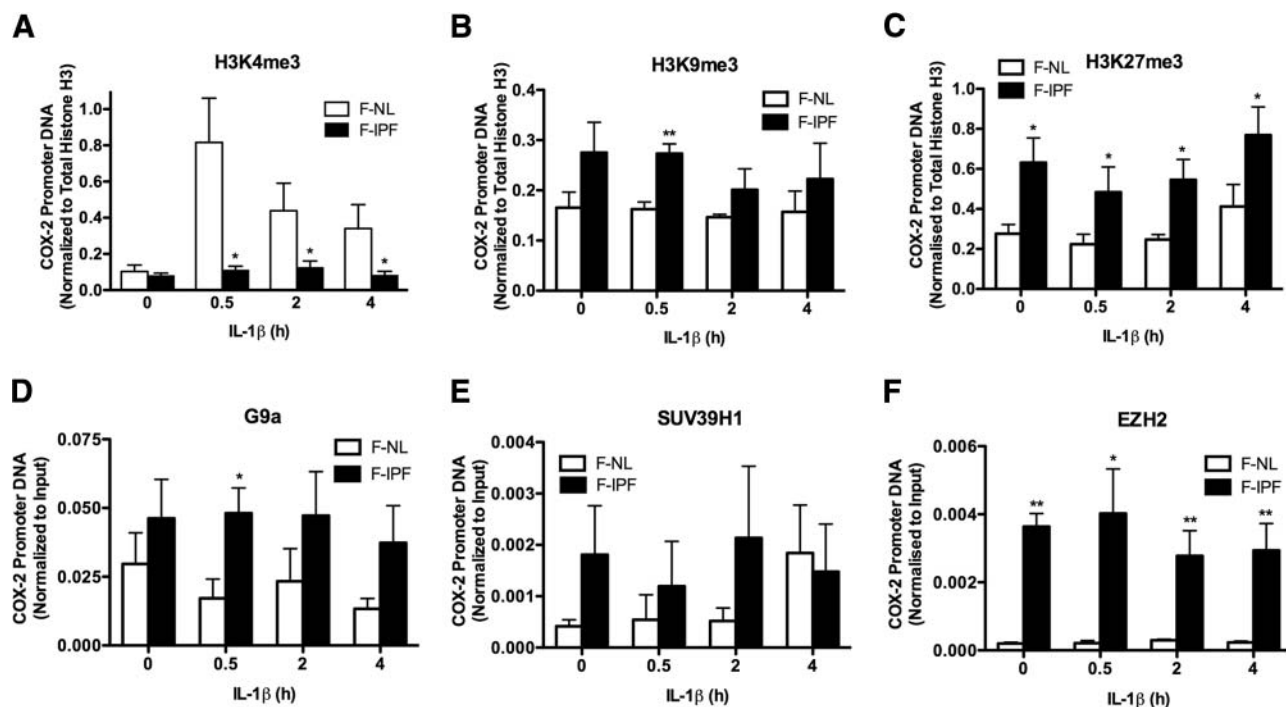 A
H3K4me3
COX-2 Promoter DNA
(Normalized to Total Histone H3)
1.0
0.8
0.6
0.4
0.2
0.0
F-NL
F-IPF
*
*
*
0 0.5 2 4
IL-1β (h)
B
H3K9me3
COX-2 Promoter DNA
(Normalized to Total Histone H3)
0.4
0.3
0.2
0.1
0.0
F-NL
F-IPF
**
0 0.5 2 4
IL-1β (h)
C
H3K27me3
COX-2 Promoter DNA
(Normalised to Total Histone H3)
1.0
0.8
0.6
0.4
0.2
0.0
F-NL
F-IPF
*
*
*
*
0 0.5 2 4
IL-1β (h)
D
G9a
COX-2 Promoter DNA
(Normalized to Input)
0.075
0.050
0.025
0.000
F-NL
F-IPF
*
0 0.5 2 4
IL-1β (h)
E
SUV39H1
COX-2 Promoter DNA
(Normalized to Input)
0.004
0.003
0.002
0.001
0.000
F-NL
F-IPF
0 0.5 2 4
IL-1β (h)
F
EZH2
COX-2 Promoter DNA
(Normalised to Input)
0.006
0.004
0.002
0.000
F-NL
F-IPF
**
*
**
**
0 0.5 2 4
IL-1β (h)